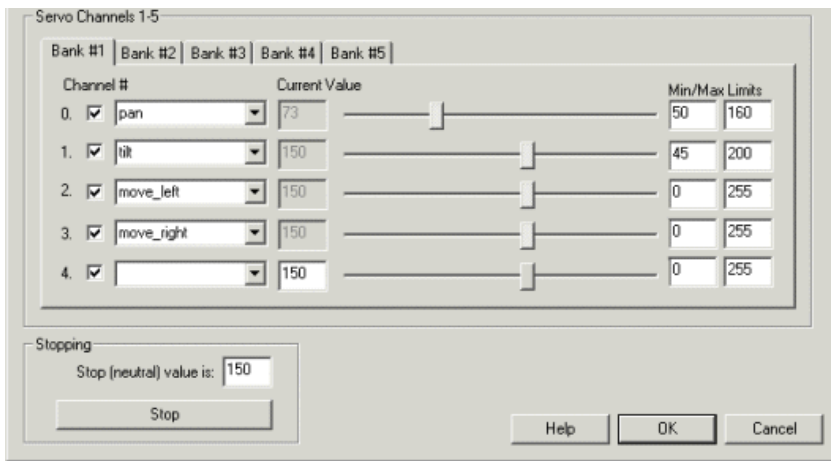 Servo Channels 1-5
Bank #1 Bank #2 Bank #3 Bank #4 Bank #5
Channel # Current Value Min/Max Limits
0. pan 73 50 160
1. tilt 150 45 200
2. move_left 150 0 255
3. move_right 150 0 255
4. 150 0 255
Stopping
Stop (neutral) value is: 150
Stop
Help OK Cancel